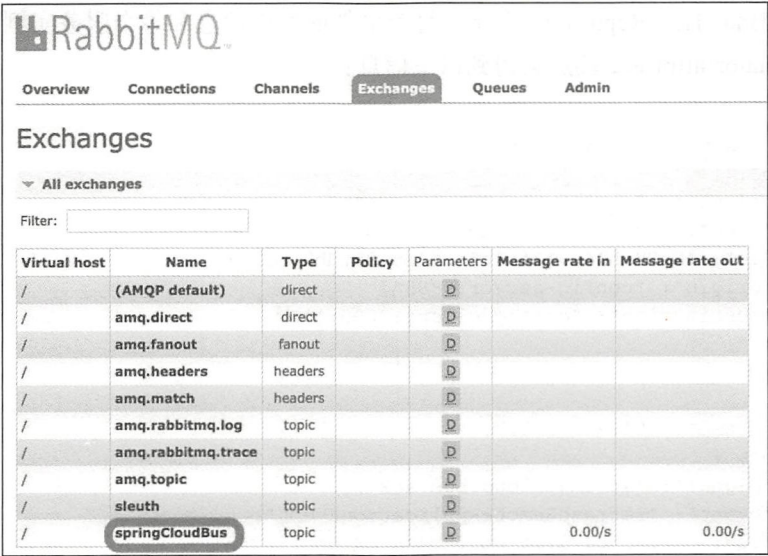 RabbitMQ
Overview Connections Channels Exchanges Queues Admin
Exchanges
All exchanges
Filter:
Virtual host Name Type Policy Parameters Message rate in Message rate out
/ (AMQP default) direct D
/ amq.direct direct D
/ amq.fanout fanout D
/ amq.headers headers D
/ amq.match headers D
/ amq.rabbitmq.log topic D
/ amq.rabbitmq.trace topic D
/ amq.topic topic D
/ sleuth topic D
/ springCloudBus topic D 0.00/s 0.00/s